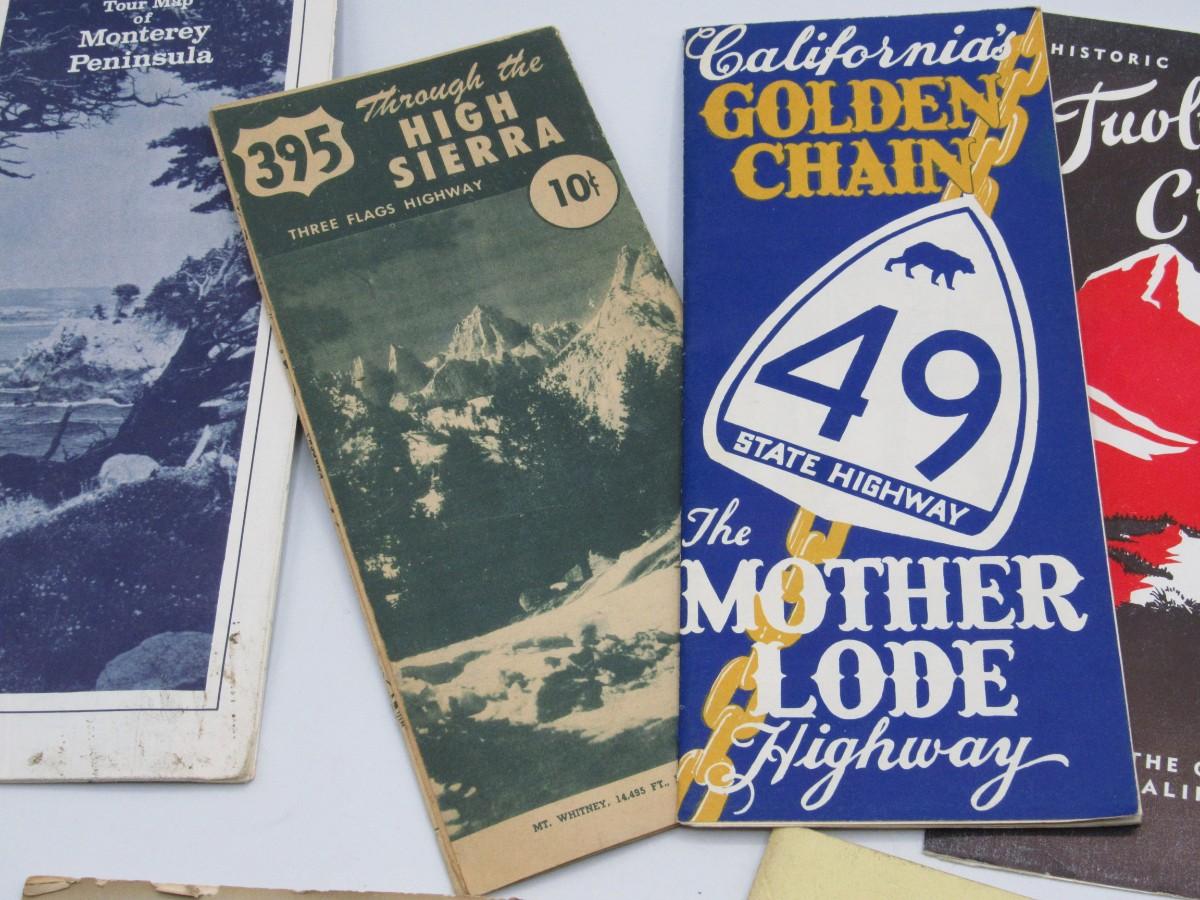 Tour Map
of
Monterey
Peninsula
395
Through the
HIGH
SIERRA
THREE FLAGS HIGHWAY
10¢
MT. WHITNEY, 14,495 FT.,
California's
GOLDEN
CHAIN
49
STATE HIGHWAY
The
MOTHER
LODE
Highway
HISTORIC
THE